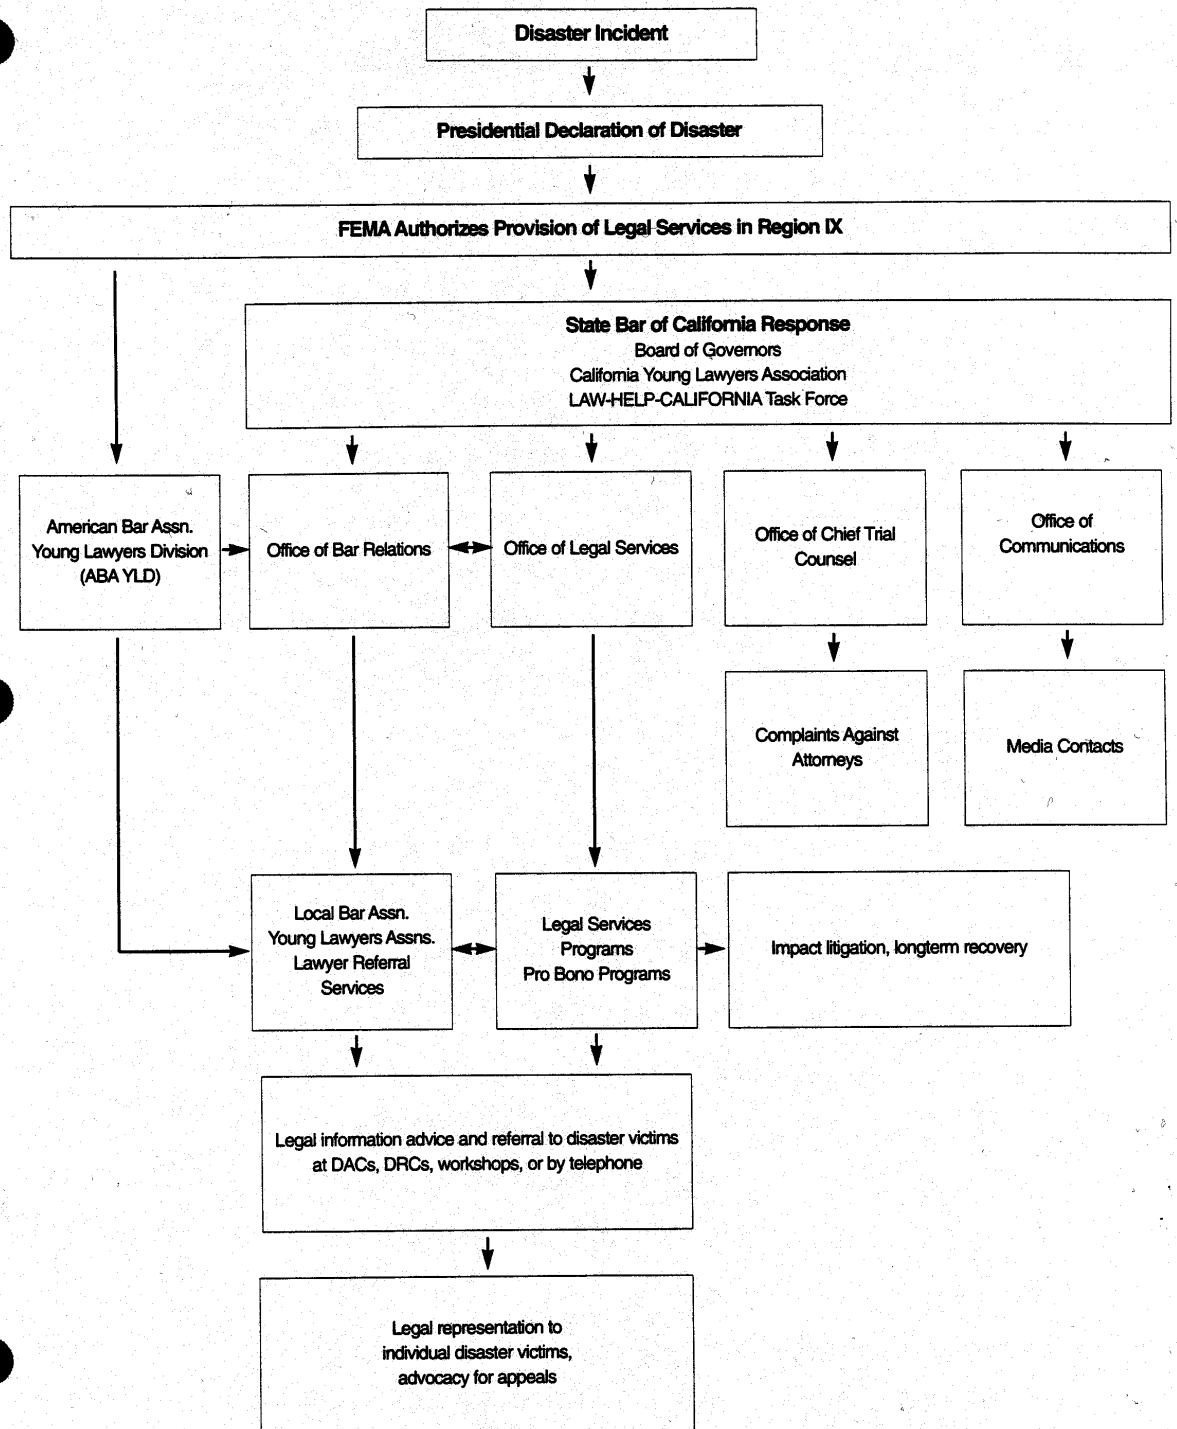 Disaster Incident
Presidential Declaration of Disaster
FEMA Authorizes Provision of Legal Services in Region IX
State Bar of California Response
Board of Governors
California Young Lawyers Association
LAW-HELP-CALIFORNIA Task Force
American Bar Assn.
Young Lawyers Division
(ABA YLD)
Office of Bar Relations
Office of Legal Services
Office of Chief Trial
Counsel
Office of
Communications
Complaints Against
Attorneys
Media Contacts
Local Bar Assn.
Young Lawyers Assns.
Lawyer Referral
Services
Legal Services
Programs
Pro Bono Programs
Impact litigation, longterm recovery
Legal information advice and referral to disaster victims
at DACs, DRCs, workshops, or by telephone
Legal representation to
individual disaster victims,
advocacy for appeals